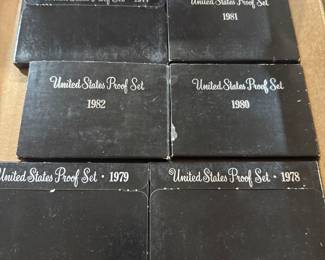 United States Proof Set · 1977
1981
United States Proof Set
1982
United States Proof Set
1980
United States Proof Set · 1979
United States Proof Set · 1978